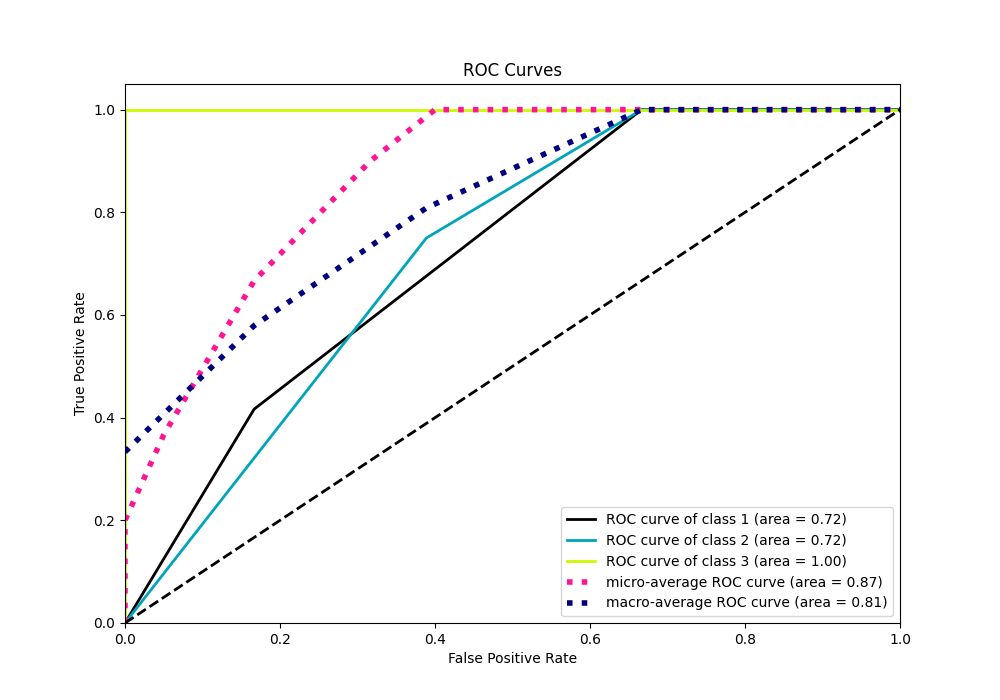 ROC Curves
True Positive Rate
1.0
0.8
0.6
0.4
0.2
0.0
0.0 0.2 0.4 0.6 0.8 1.0
False Positive Rate
ROC curve of class 1 (area = 0.72)
ROC curve of class 2 (area = 0.72)
ROC curve of class 3 (area = 1.00)
micro-average ROC curve (area = 0.87)
macro-average ROC curve (area = 0.81)